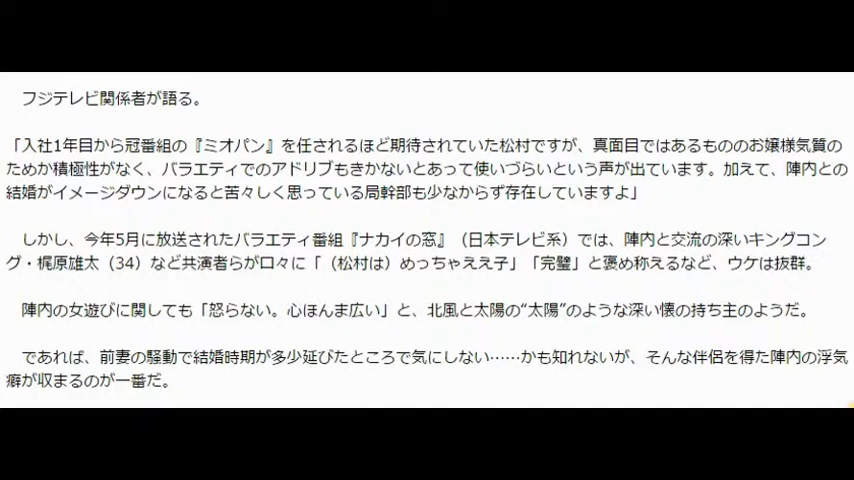 フジテレビ関係者が語る。
「入社1年目から冠番組の『ミオパン』を任されるほど期待されていた松村ですが、真面目ではあるもののお嬢様気質の
ためか積極性がなく、バラエティでのアドリブもきかないとあって使いづらいという声が出ています。加えて、陣内との
結婚がイメージダウンになると苦々しく思っている局幹部も少なからず存在していますよ」
しかし、今年5月に放送されたバラエティ番組『ナカイの窓』（日本テレビ系）では、陣内と交流の深いキングコン
グ・梶原雄太（34）など共演者らが口々に「（松村は）めっちゃええ子」「完璧」と褒め称えるなど、ウケは抜群。
陣内の女遊びに関しても「怒らない。心ほんま広い」と、北風と太陽の“太陽”のような深い懐の持ち主のようだ。
であれば、前妻の騒動で結婚時期が多少延びたところで気にしない……かも知れないが、そんな伴侶を得た陣内の浮気
癖が収まるのが一番だ。